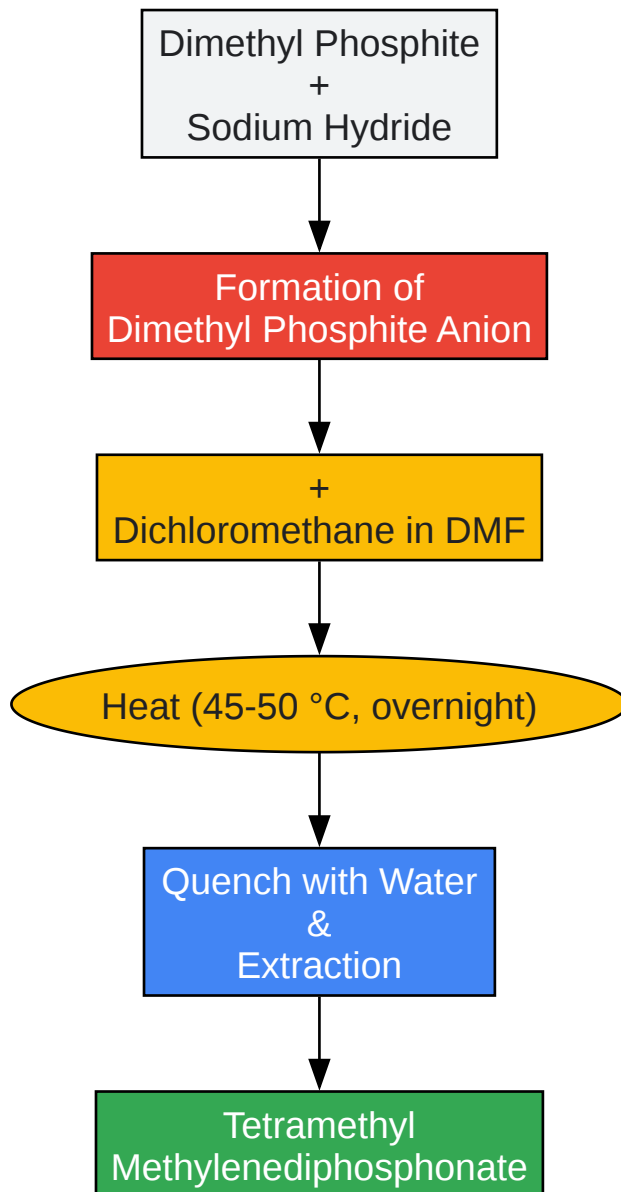 Dimethyl Phosphite
+
Sodium Hydride
Formation of
Dimethyl Phosphite Anion
+
Dichloromethane in DMF
Heat (45-50 °C, overnight)
Quench with Water
&
Extraction
Tetramethyl
Methylenediphosphonate